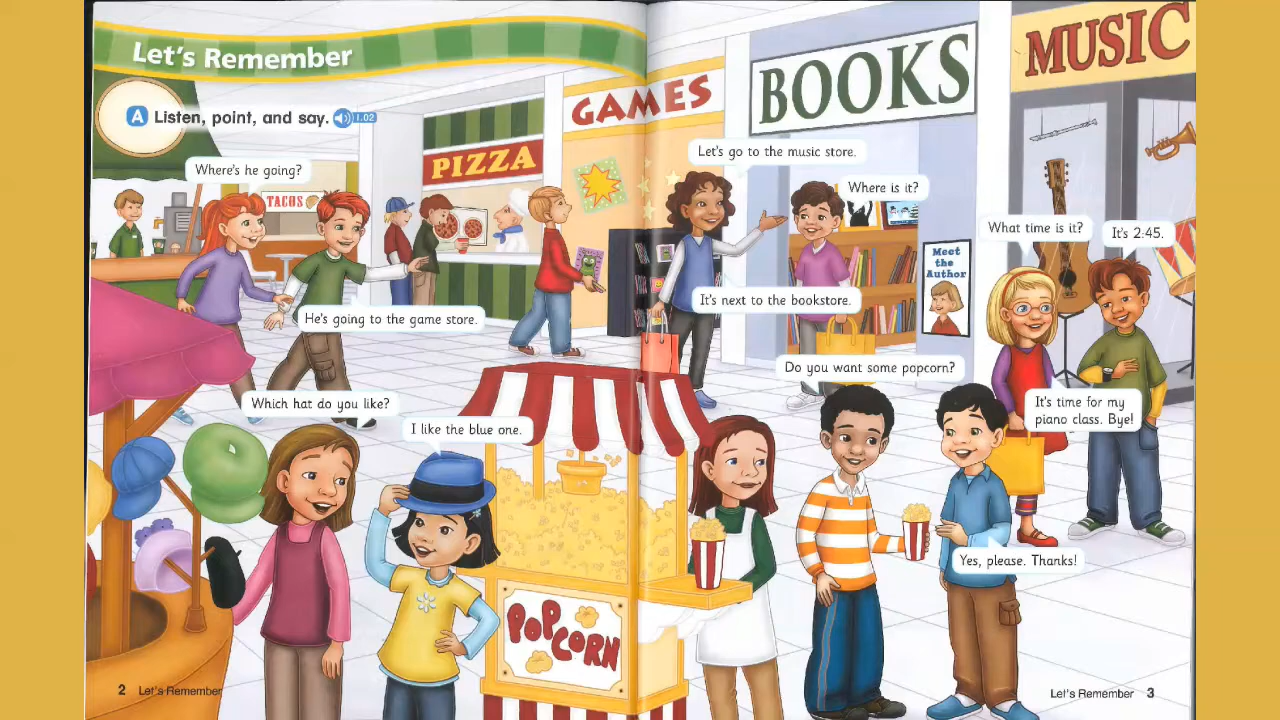 Let's Remember
A Listen, point, and say. 1.02
Where's he going?
TACOS
PIZZA
GAMES
BOOKS
MUSIC
Let's go to the music store.
Where is it?
What time is it?
It's 2:45.
Meet
the
Author
He's going to the game store.
It's next to the bookstore.
Do you want some popcorn?
Which hat do you like?
I like the blue one.
It's time for my
piano class. Bye!
Yes, please. Thanks!
POPCORN
2 Let's Remember
Let's Remember 3